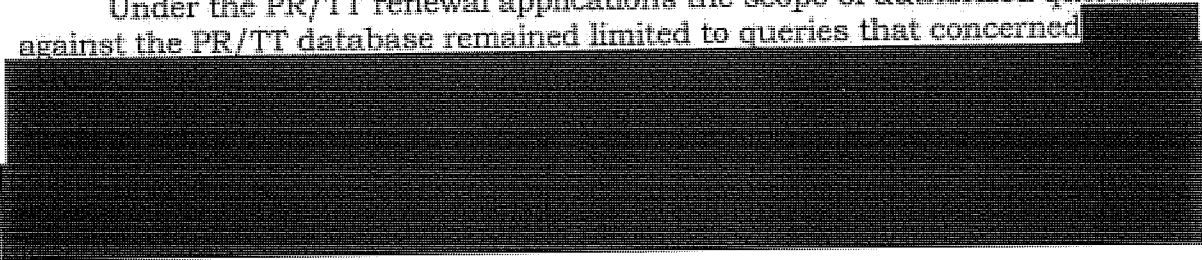 Under the PR/TT renewal applications the scope of authorized
against the PR/TT database remained limited to queries that concerned